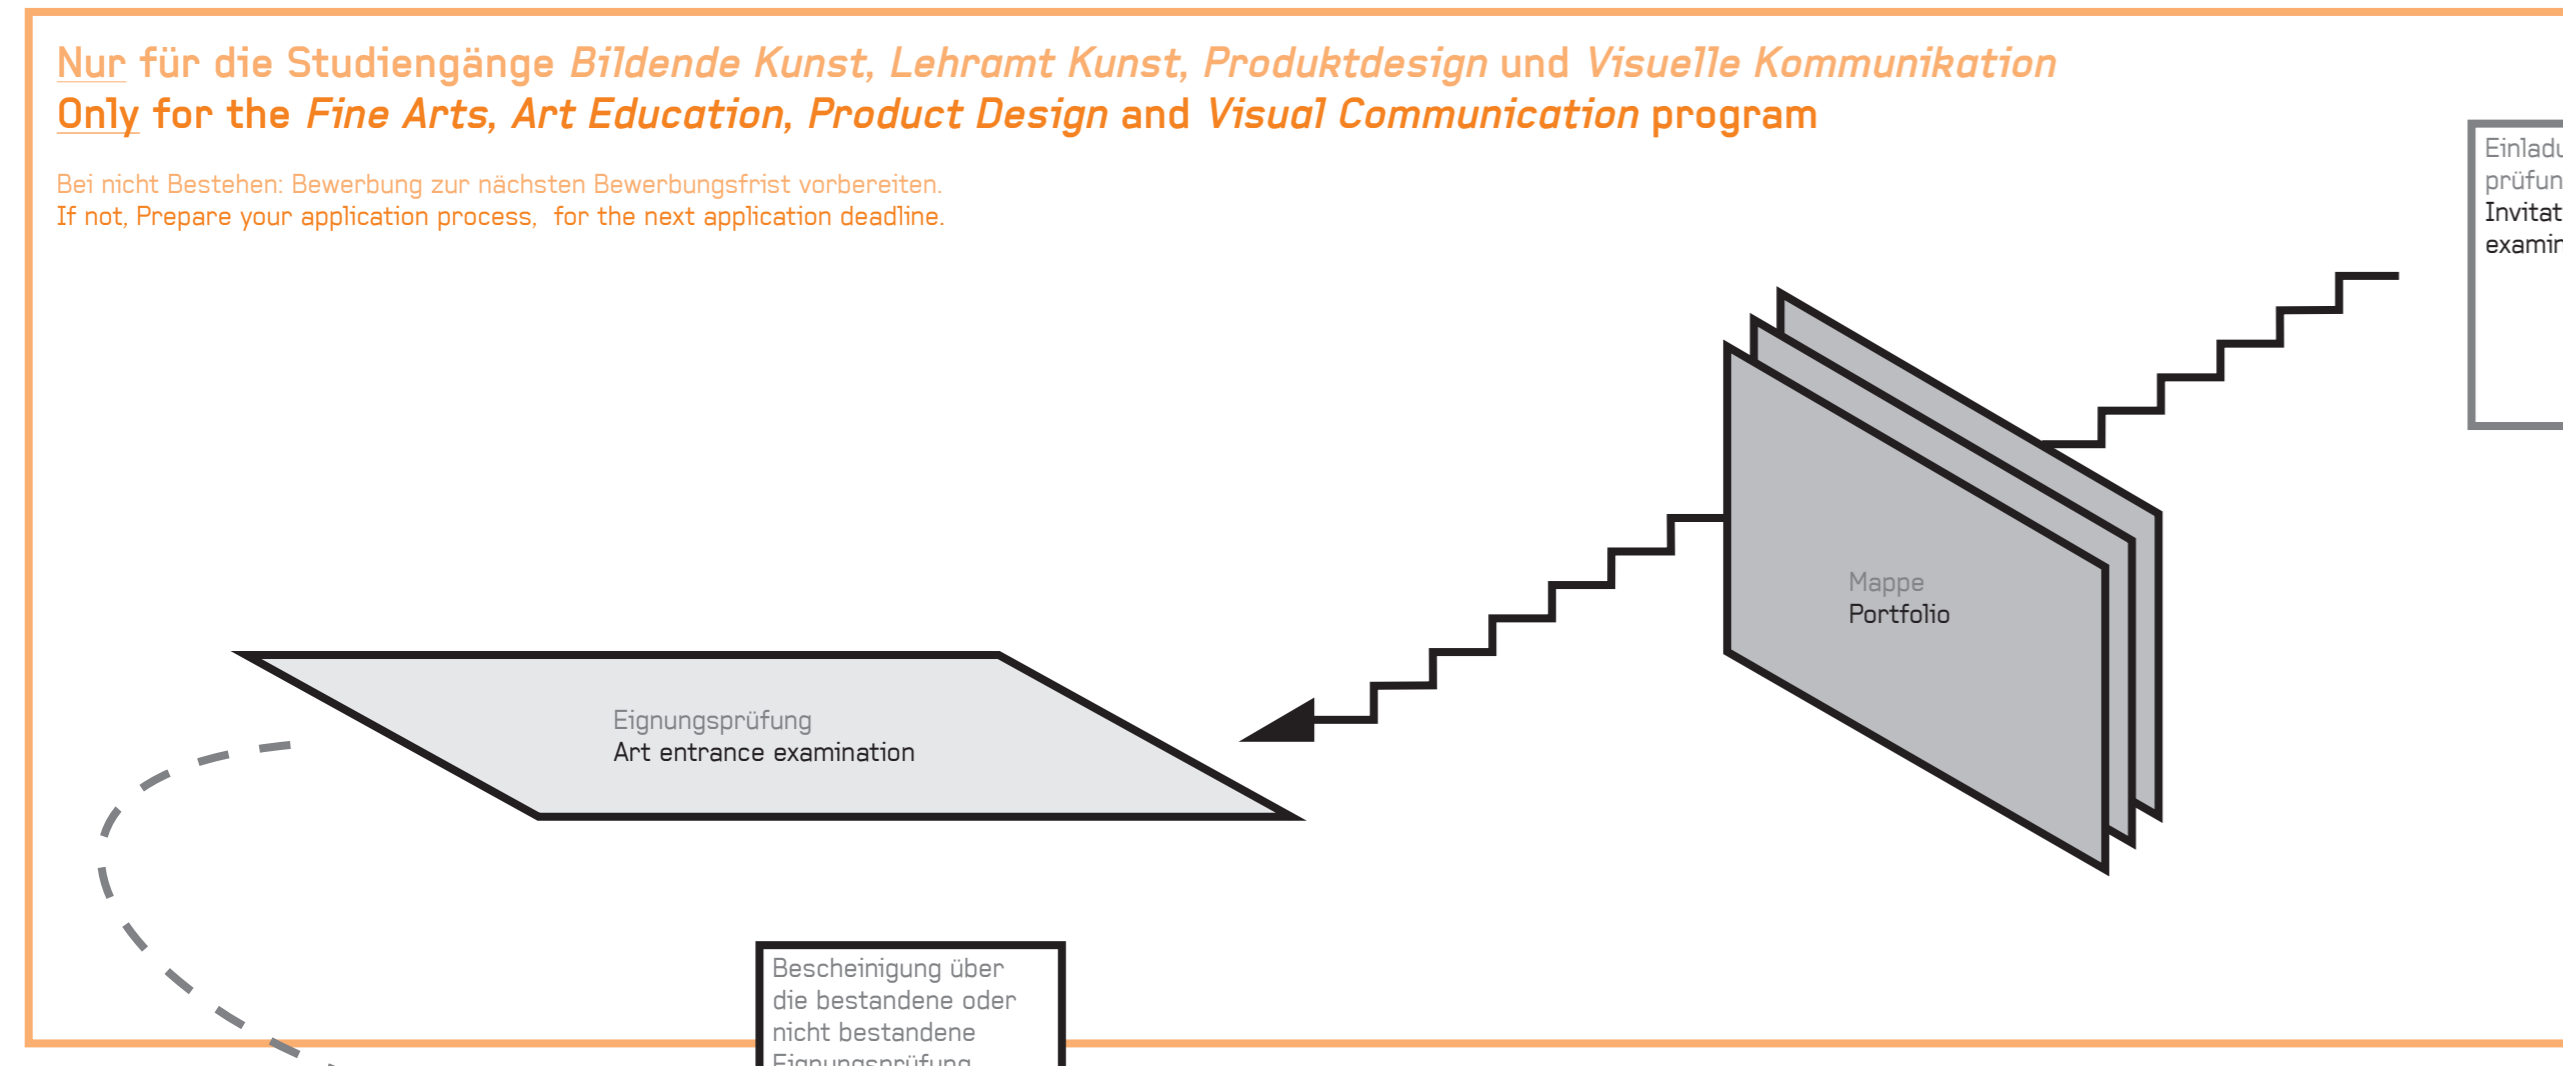 Nur für die Studiengänge Bildende Kunst, Lehramt Kunst, Produktdesign und Visuelle Kommunikation
Only for the Fine Arts, Art Education, Product Design and Visual Communication program
Bei nicht Bestehen: Bewerbung zur nächsten Bewerbungsfrist vorbereiten.
If not, Prepare your application process, for the next application deadline.
Mappe
Portfolio
Eignungsprüfung
Art entrance examination
Bescheinigung über
die bestandene oder
nicht bestandene
Eignungsprüfung